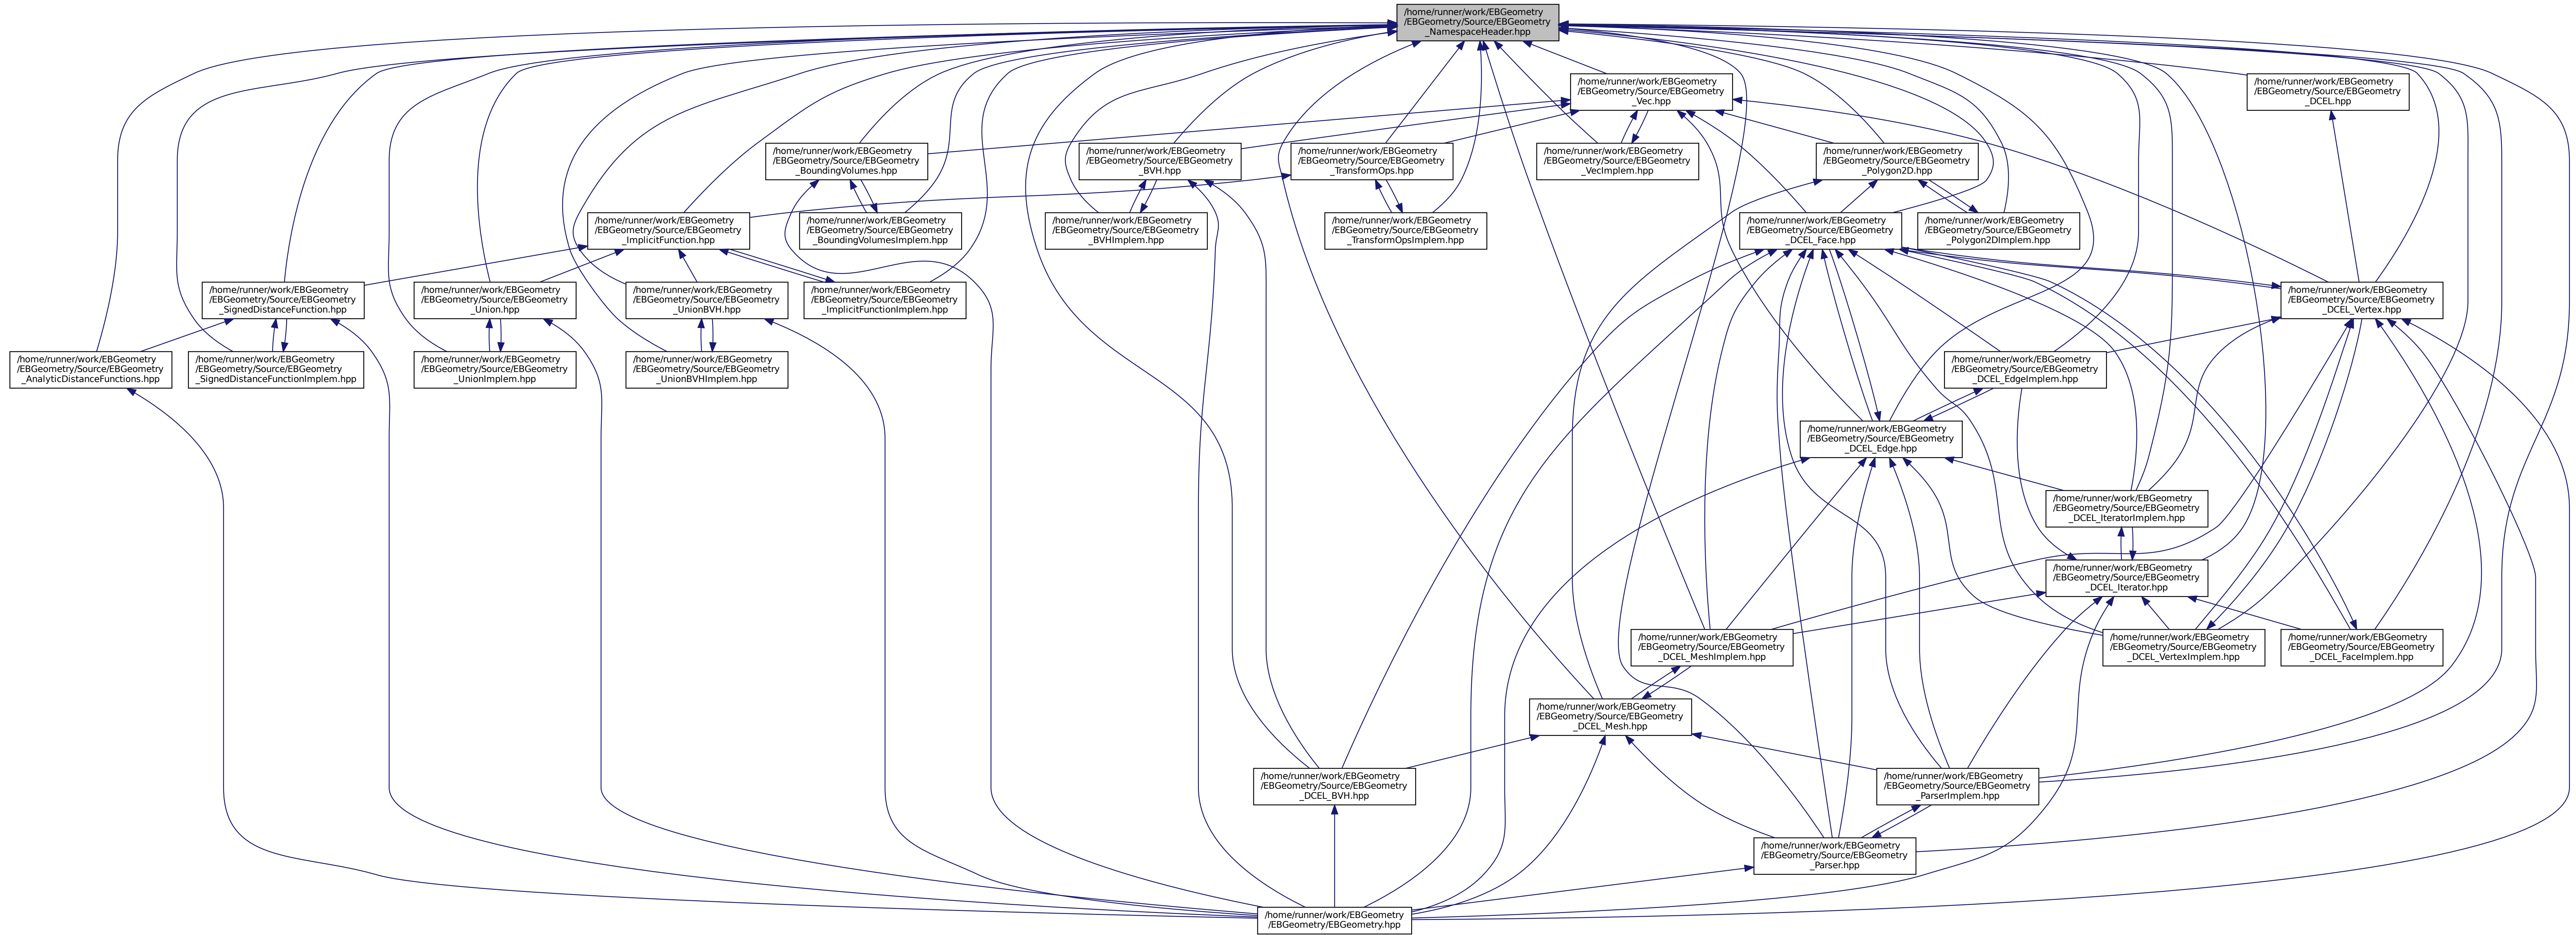 /home/runner/work/EBGeometry
/EBGeometry/Source/EBGeometry
_NamespaceHeader.hpp
/home/runner/work/EBGeometry
/EBGeometry/Source/EBGeometry
_Vec.hpp
/home/runner/work/EBGeometry
/EBGeometry/Source/EBGeometry
_DCEL.hpp
/home/runner/work/EBGeometry
/EBGeometry/Source/EBGeometry
_BoundingVolumes.hpp
/home/runner/work/EBGeometry
/EBGeometry/Source/EBGeometry
_BVH.hpp
/home/runner/work/EBGeometry
/EBGeometry/Source/EBGeometry
_TransformOps.hpp
/home/runner/work/EBGeometry
/EBGeometry/Source/EBGeometry
_VecImplem.hpp
/home/runner/work/EBGeometry
/EBGeometry/Source/EBGeometry
_Polygon2D.hpp
/home/runner/work/EBGeometry
/EBGeometry/Source/EBGeometry
_ImplicitFunction.hpp
/home/runner/work/EBGeometry
/EBGeometry/Source/EBGeometry
_BoundingVolumesImplem.hpp
/home/runner/work/EBGeometry
/EBGeometry/Source/EBGeometry
_BVHImplem.hpp
/home/runner/work/EBGeometry
/EBGeometry/Source/EBGeometry
_TransformOpsImplem.hpp
/home/runner/work/EBGeometry
/EBGeometry/Source/EBGeometry
_DCEL_Face.hpp
/home/runner/work/EBGeometry
/EBGeometry/Source/EBGeometry
_Polygon2DImplem.hpp
/home/runner/work/EBGeometry
/EBGeometry/Source/EBGeometry
_SignedDistanceFunction.hpp
/home/runner/work/EBGeometry
/EBGeometry/Source/EBGeometry
_Union.hpp
/home/runner/work/EBGeometry
/EBGeometry/Source/EBGeometry
_UnionBVH.hpp
/home/runner/work/EBGeometry
/EBGeometry/Source/EBGeometry
_ImplicitFunctionImplem.hpp
/home/runner/work/EBGeometry
/EBGeometry/Source/EBGeometry
_DCEL_Vertex.hpp
/home/runner/work/EBGeometry
/EBGeometry/Source/EBGeometry
_AnalyticDistanceFunctions.hpp
/home/runner/work/EBGeometry
/EBGeometry/Source/EBGeometry
_SignedDistanceFunctionImplem.hpp
/home/runner/work/EBGeometry
/EBGeometry/Source/EBGeometry
_UnionImplem.hpp
/home/runner/work/EBGeometry
/EBGeometry/Source/EBGeometry
_UnionBVHImplem.hpp
/home/runner/work/EBGeometry
/EBGeometry/Source/EBGeometry
_DCEL_EdgeImplem.hpp
/home/runner/work/EBGeometry
/EBGeometry/Source/EBGeometry
_DCEL_Edge.hpp
/home/runner/work/EBGeometry
/EBGeometry/Source/EBGeometry
_DCEL_IteratorImplem.hpp
/home/runner/work/EBGeometry
/EBGeometry/Source/EBGeometry
_DCEL_Iterator.hpp
/home/runner/work/EBGeometry
/EBGeometry/Source/EBGeometry
_DCEL_MeshImplem.hpp
/home/runner/work/EBGeometry
/EBGeometry/Source/EBGeometry
_DCEL_VertexImplem.hpp
/home/runner/work/EBGeometry
/EBGeometry/Source/EBGeometry
_DCEL_FaceImplem.hpp
/home/runner/work/EBGeometry
/EBGeometry/Source/EBGeometry
_DCEL_Mesh.hpp
/home/runner/work/EBGeometry
/EBGeometry/Source/EBGeometry
_DCEL_BVH.hpp
/home/runner/work/EBGeometry
/EBGeometry/Source/EBGeometry
_ParserImplem.hpp
/home/runner/work/EBGeometry
/EBGeometry/Source/EBGeometry
_Parser.hpp
/home/runner/work/EBGeometry
/EBGeometry/EBGeometry.hpp